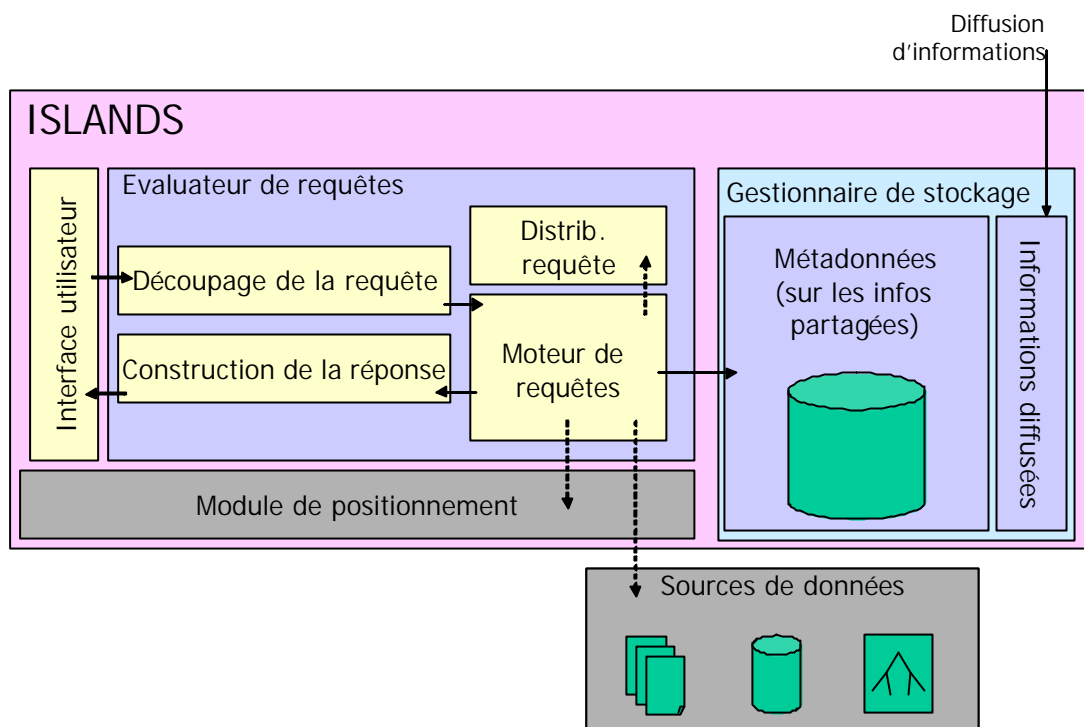 Diffusion
d'informations
ISLANDS
Interface utilisateur
Evaluateur de requêtes
Découpage de la requête
Construction de la réponse
Distrib.
requête
Moteur de
requêtes
Module de positionnement
Gestionnaire de stockage
Métadonnées
(sur les infos
partagées)
Informations diffusées
Sources de données